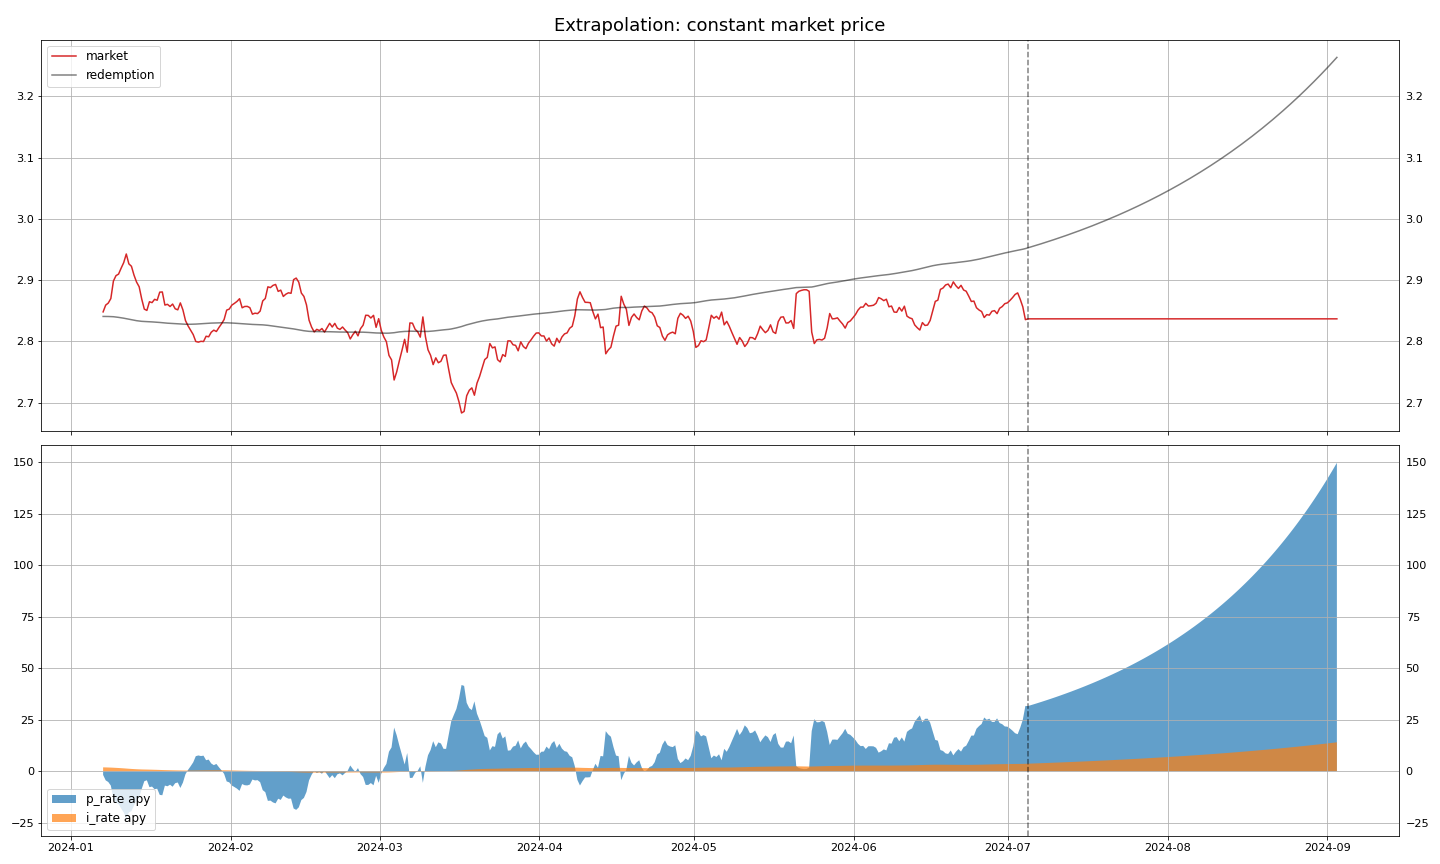 Extrapolation: constant market price
market
redemption
3.2 3.2
3.1 3.1
3.0 3.0
2.9 2.9
2.8 2.8
2.7 2.7
150 150
125 125
100 100
75 75
50 50
25 25
0 0
p_rate apy
i_rate apy
−25 −25
2024-01 2024-02 2024-03 2024-04 2024-05 2024-06 2024-07 2024-08 2024-09